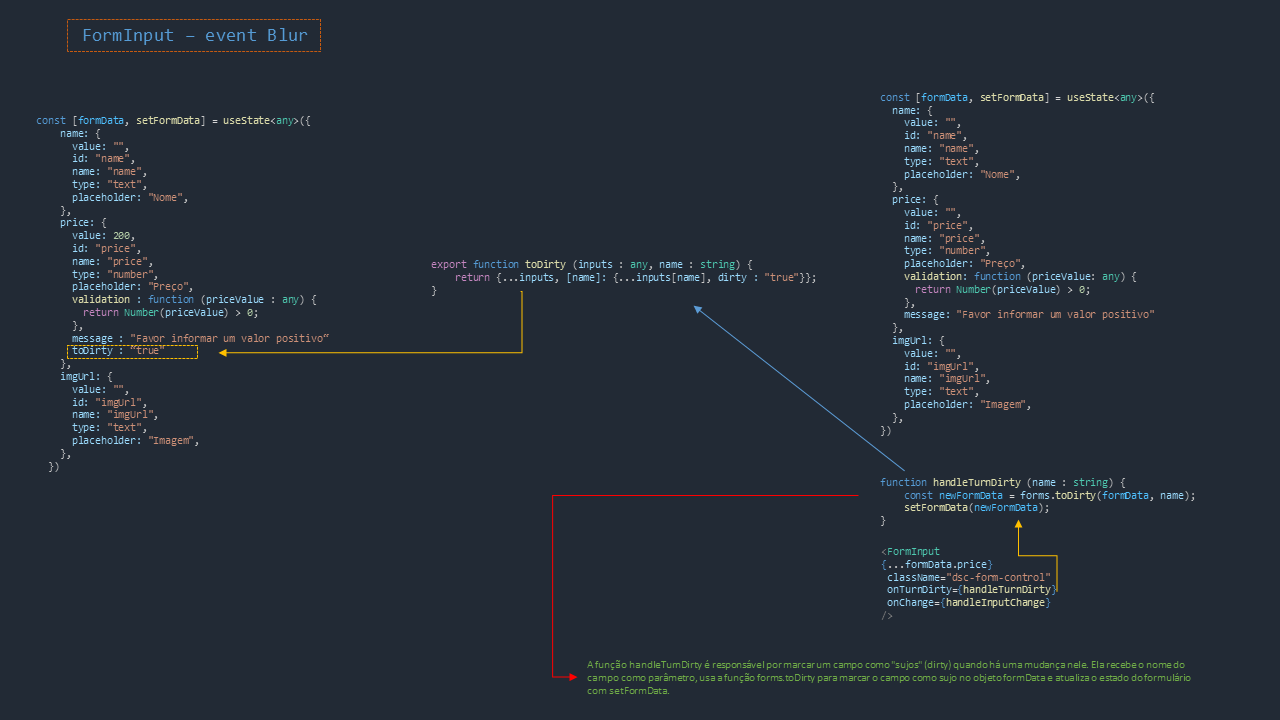 FormInput – event Blur
const [formData, setFormData] = useState<any>({
name: {
value: "",
id: "name",
name: "name",
type: "text",
placeholder: "Nome",
},
price: {
value: 200,
id: "price",
name: "price",
type: "number",
placeholder: "Preço",
validation : function (priceValue : any) {
return Number(priceValue) > 0;
},
message : "Favor informar um valor positivo“
toDirty : "true"
},
imgUrl: {
value: "",
id: "imgUrl",
name: "imgUrl",
type: "text",
placeholder: "Imagem",
},
})
export function toDirty (inputs : any, name : string) {
return {...inputs, [name]: {...inputs[name], dirty : "true"}};
}
const [formData, setFormData] = useState<any>({
name: {
value: "",
id: "name",
name: "name",
type: "text",
placeholder: "Nome",
},
price: {
value: "",
id: "price",
name: "price",
type: "number",
placeholder: "Preço",
validation: function (priceValue: any) {
return Number(priceValue) > 0;
},
message: "Favor informar um valor positivo"
},
imgUrl: {
value: "",
id: "imgUrl",
name: "imgUrl",
type: "text",
placeholder: "Imagem",
},
})
function handleTurnDirty (name : string) {
const newFormData = forms.toDirty(formData, name);
setFormData(newFormData);
}
<FormInput
{...formData.price}
className="dsc-form-control"
onTurnDirty={handleTurnDirty}
onChange={handleInputChange}
/>
A função handleTurnDirty é responsável por marcar um campo como "sujos" (dirty) quando há uma mudança nele. Ela recebe o nome do
campo como parâmetro, usa a função forms.toDirty para marcar o campo como sujo no objeto formData e atualiza o estado do formulário
com setFormData.